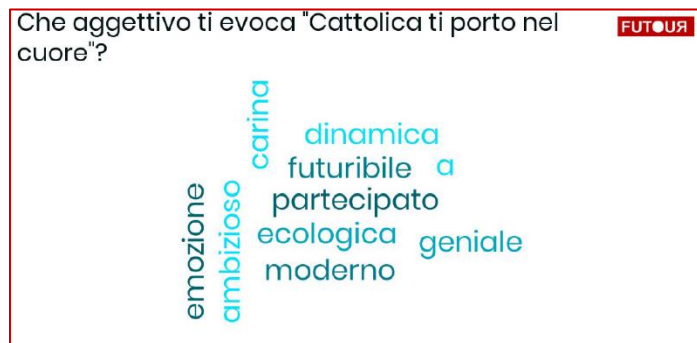 Che aggettivo ti evoca "Cattolica ti porto nel
cuore"?
FUTOUR
carina
dinamica
futuribile
a
partecipato
emozione
ambizioso
ecologica
geniale
moderno